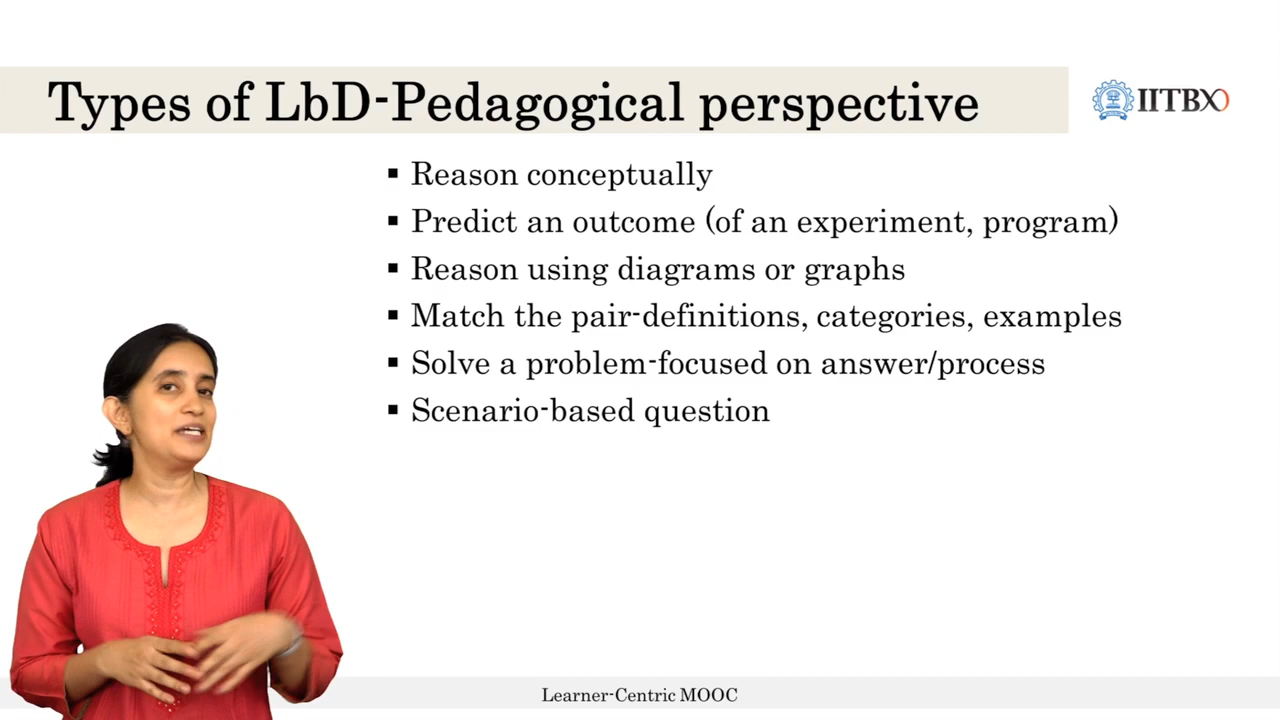 Types of LbD-Pedagogical perspective
IITBX
▪ Reason conceptually
▪ Predict an outcome (of an experiment, program)
▪ Reason using diagrams or graphs
▪ Match the pair-definitions, categories, examples
▪ Solve a problem-focused on answer/process
▪ Scenario-based question
Learner-Centric MOOC